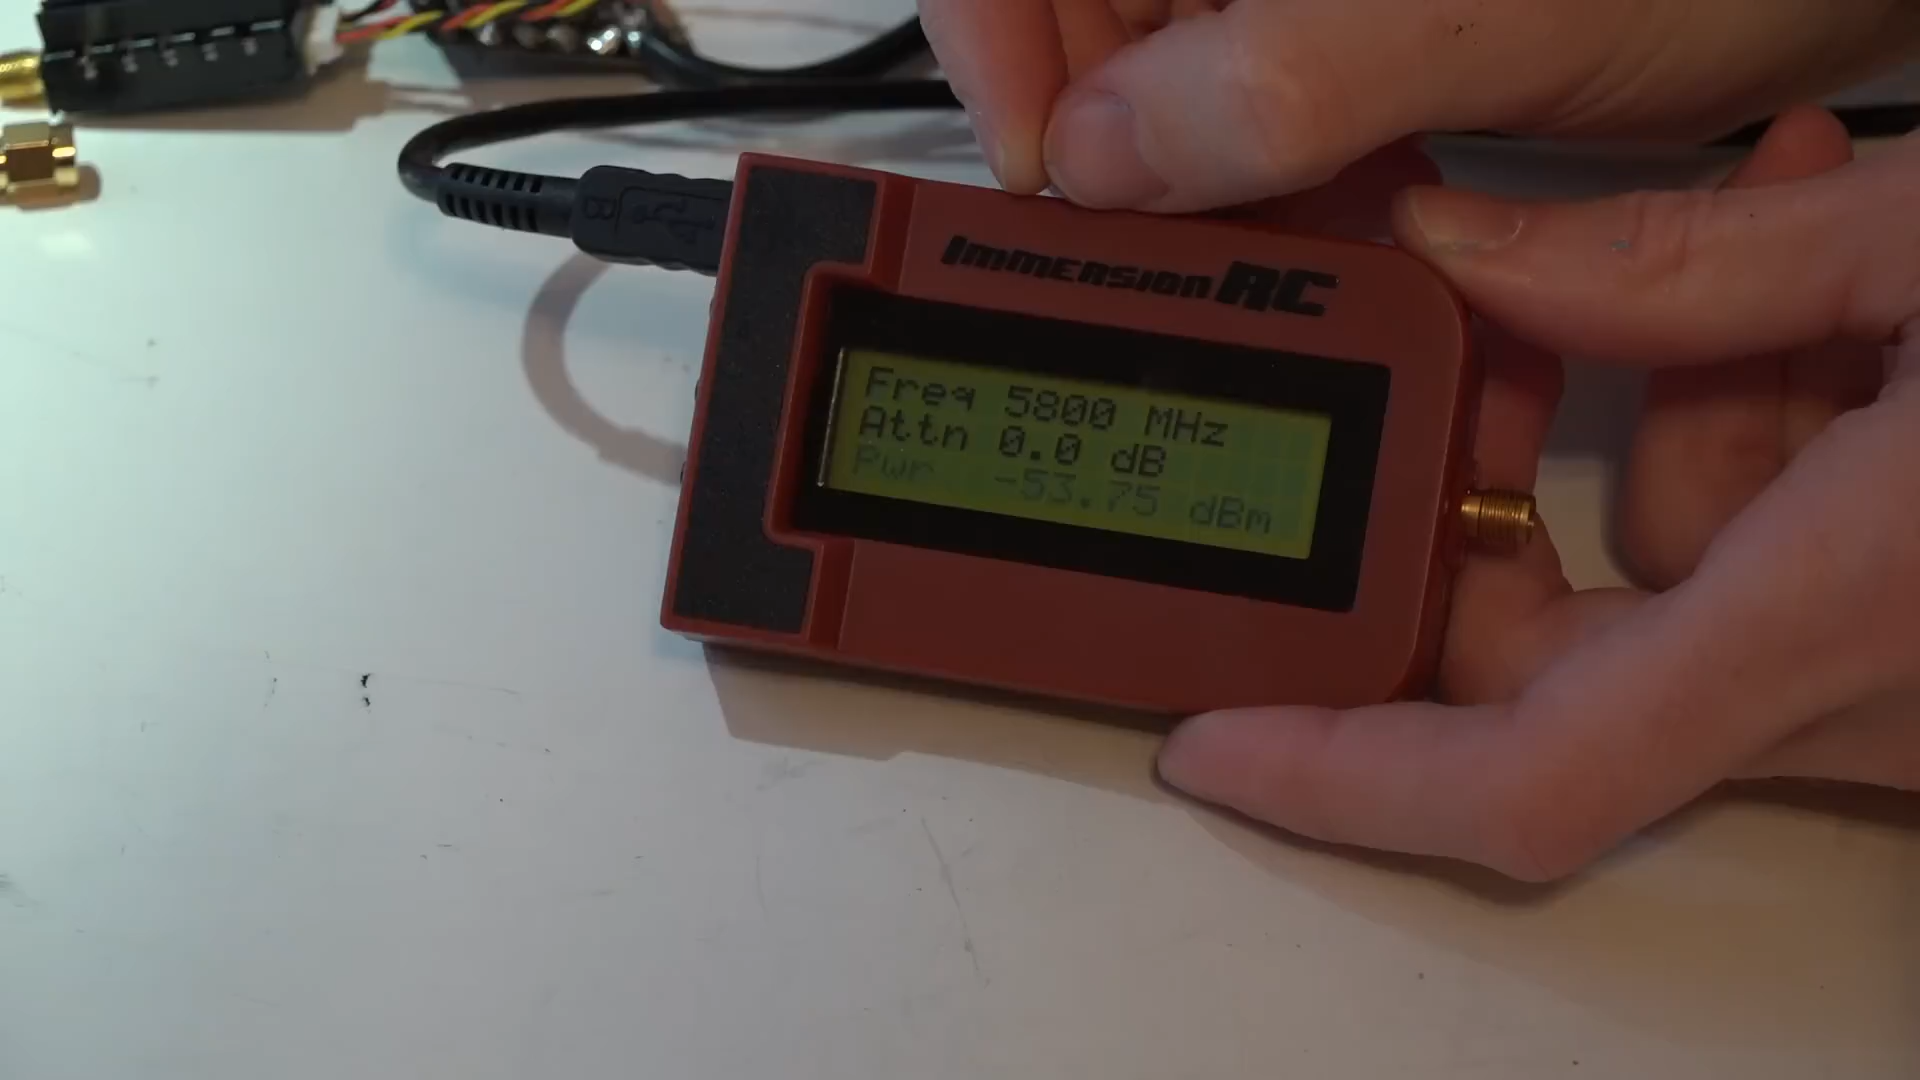 ImmersionRC
Freq 5800 MHz
Attn 0.0 dB
Pwr -53.75 dBm
B